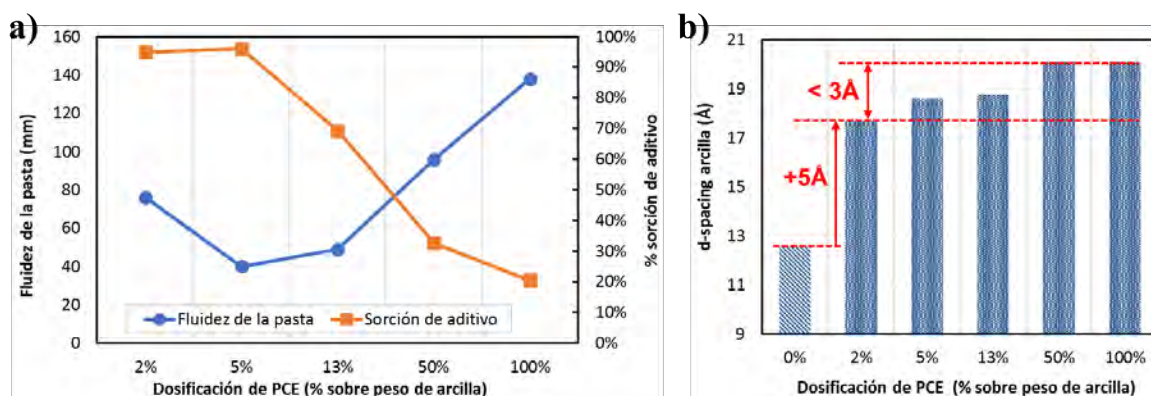 a)
160
140
120
100
80
60
40
20
0
Fluidez de la pasta (mm)
100%
90%
80%
70%
60%
50%
40%
30%
20%
10%
0%
% sorción de aditivo
Fluidez de la pasta
Sorción de aditivo
2% 5% 13% 50% 100%
Dosificación de PCE (% sobre peso de arcilla)
b)
21
19
17
15
13
11
9
d-spacing arcilla (Å)
< 3Å
+5Å
0% 2% 5% 13% 50% 100%
Dosificación de PCE (% sobre peso de arcilla)